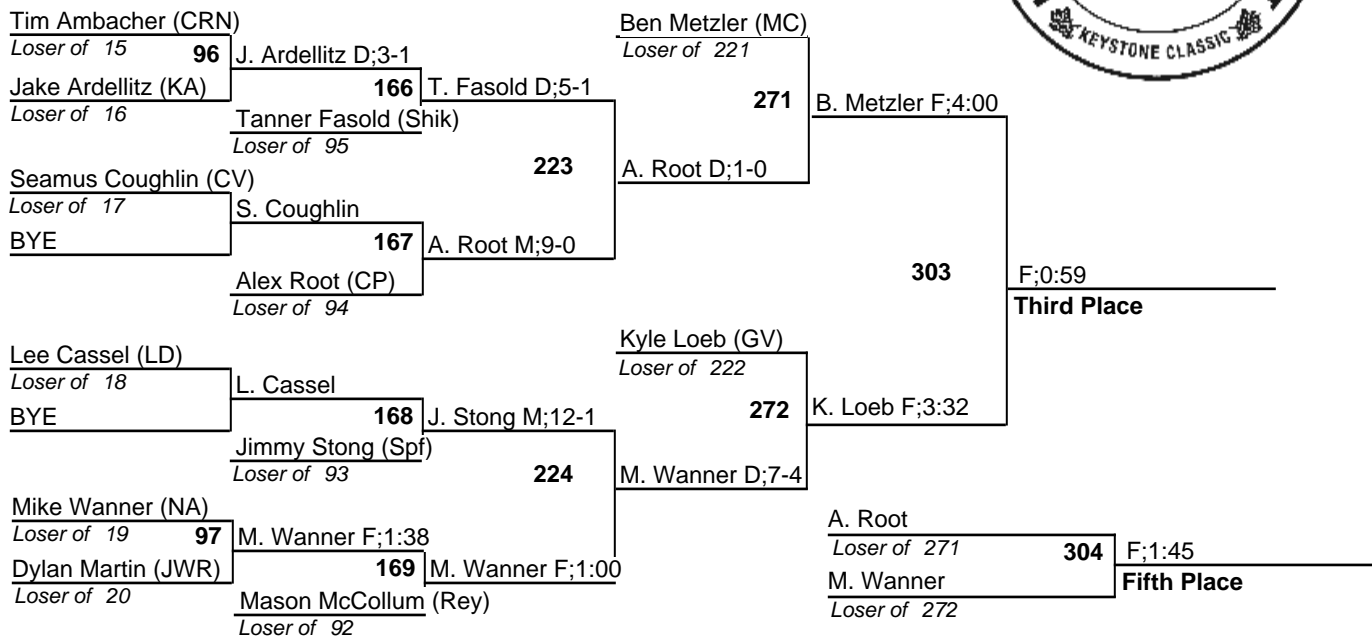 Tim Ambacher (CRN)
Loser of 15
96
J. Ardellitz D;3-1
Jake Ardellitz (KA)
Loser of 16
166
T. Fasold D;5-1
Tanner Fasold (Shik)
Loser of 95
223
Seamus Coughlin (CV)
Loser of 17
S. Coughlin
BYE
167
A. Root M;9-0
Alex Root (CP)
Loser of 94
Ben Metzler (MC)
Loser of 221
271
B. Metzler F;4:00
A. Root D;1-0
KEYSTONE CLASSIC
303
F;0:59
Third Place
Lee Cassel (LD)
Loser of 18
L. Cassel
BYE
168
J. Stong M;12-1
Jimmy Stong (Spf)
Loser of 93
224
Kyle Loeb (GV)
Loser of 222
272
K. Loeb F;3:32
M. Wanner D;7-4
Mike Wanner (NA)
Loser of 19
97
M. Wanner F;1:38
Dylan Martin (JWR)
Loser of 20
169
M. Wanner F;1:00
Mason McCollum (Rey)
Loser of 92
A. Root
Loser of 271
304
F;1:45
M. Wanner
Fifth Place
Loser of 272